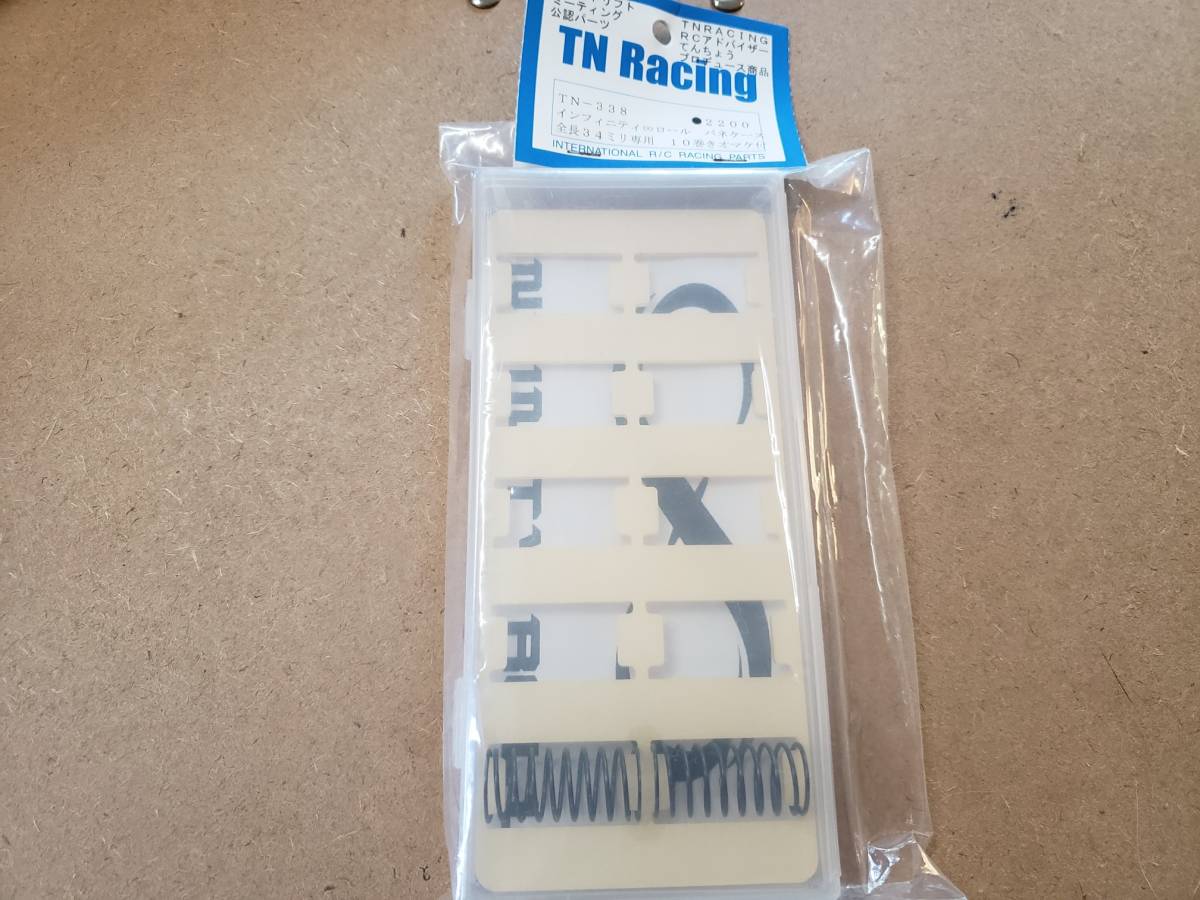 ミーティング
公認パーツ
TNRACING
RCアドバイザー
てんちょう
プロデュース商品
TN Racing
TN-338 ●2200
インフィニティ∞ロール バネケース
全長34ミリ専用 10巻きオマケ付
INTERNATIONAL R/C RACING PARTS